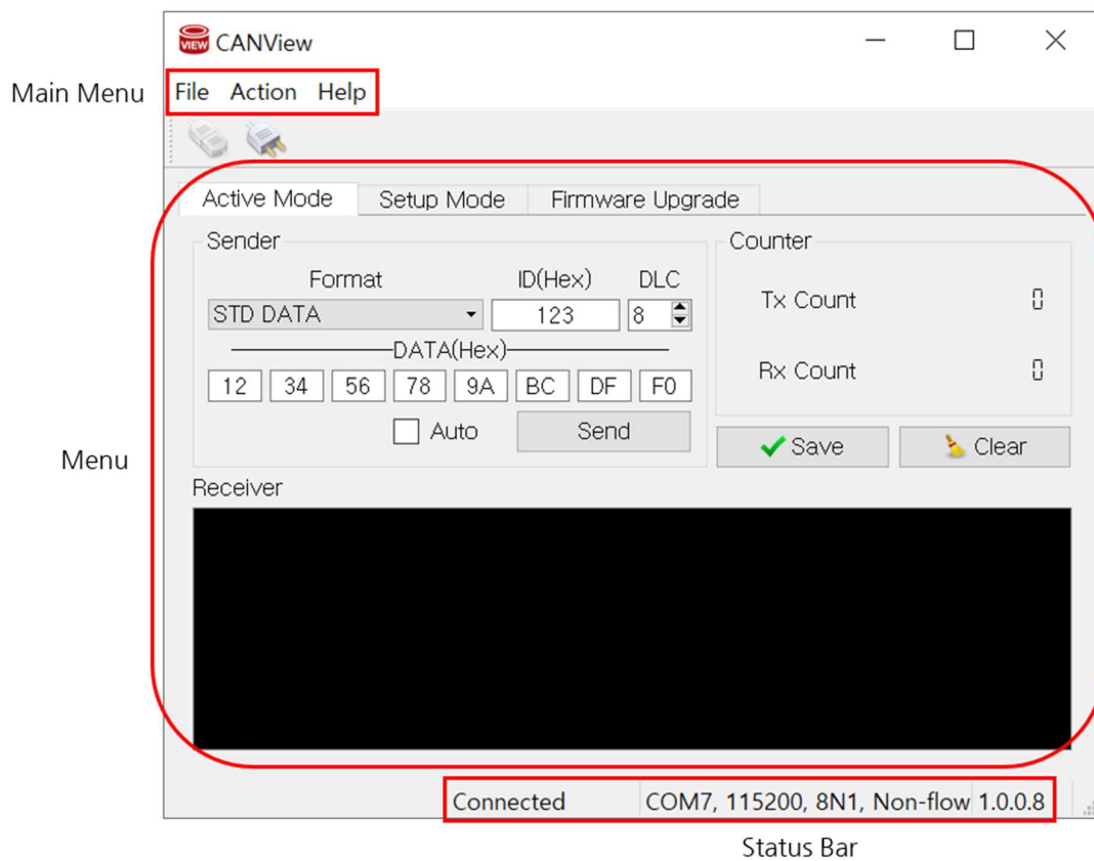 VIEW CANView
Main Menu
File Action Help
Active Mode Setup Mode Firmware Upgrade
Sender
Counter
Format ID(Hex) DLC
STD DATA 123 8
Tx Count 0
DATA(Hex)
12 34 56 78 9A BC DF F0
Rx Count 0
Auto Send
Save Clear
Menu
Receiver
Connected COM7, 115200, 8N1, Non-flow 1.0.0.8
Status Bar